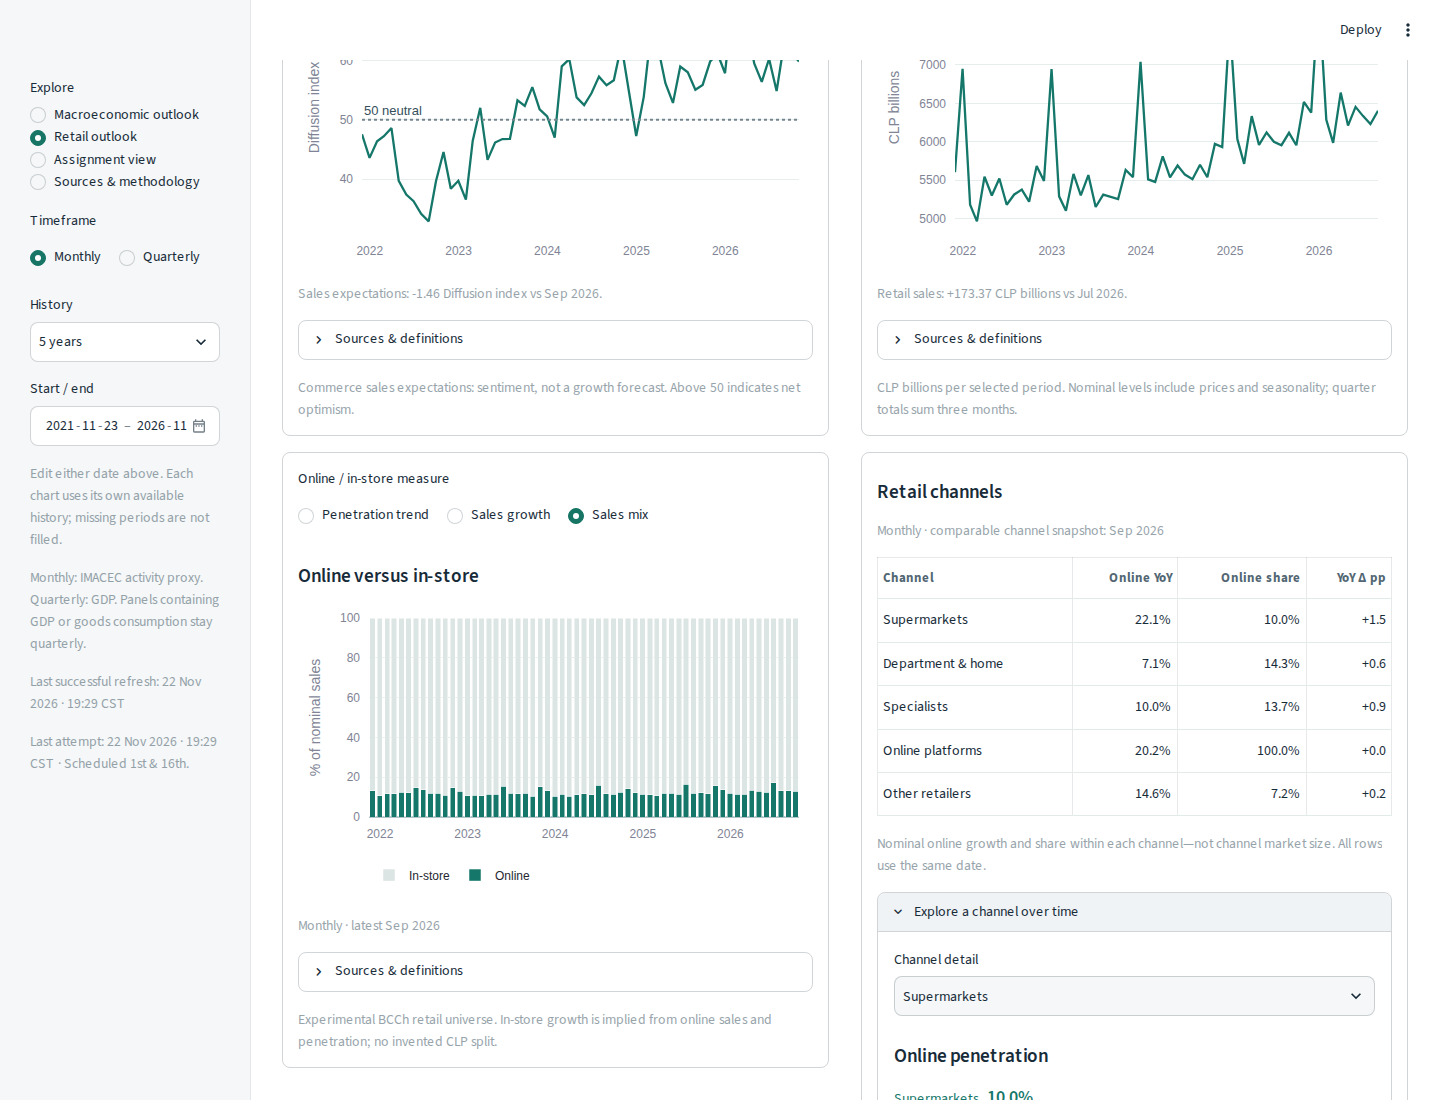 Deploy
Explore
Macroeconomic outlook
Retail outlook
Assignment view
Sources & methodology
Timeframe
Monthly
Quarterly
History
5 years
Start / end
2021-11-23 – 2026-11
Edit either date above. Each
chart uses its own available
history; missing periods are not
filled.
Monthly: IMACEC activity proxy.
Quarterly: GDP. Panels containing
GDP or goods consumption stay
quarterly.
Last successful refresh: 22 Nov
2026 · 19:29 CST
Last attempt: 22 Nov 2026 · 19:29
CST · Scheduled 1st & 16th.
Diffusion index
60
50
40
50 neutral
2022
2023
2024
2025
2026
Sales expectations: -1.46 Diffusion index vs Sep 2026.
Sources & definitions
Commerce sales expectations: sentiment, not a growth forecast. Above 50 indicates net
optimism.
CLP billions
7000
6500
6000
5500
5000
2022
2023
2024
2025
2026
Retail sales: +173.37 CLP billions vs Jul 2026.
Sources & definitions
CLP billions per selected period. Nominal levels include prices and seasonality; quarter
totals sum three months.
Online / in-store measure
Penetration trend
Sales growth
Sales mix
Online versus in-store
% of nominal sales
100
80
60
40
20
0
2022
2023
2024
2025
2026
In-store
Online
Monthly · latest Sep 2026
Sources & definitions
Experimental BCCh retail universe. In-store growth is implied from online sales and
penetration; no invented CLP split.
Retail channels
Monthly · comparable channel snapshot: Sep 2026
Channel Online YoY Online share YoY Δ pp
Supermarkets 22.1% 10.0% +1.5
Department & home 7.1% 14.3% +0.6
Specialists 10.0% 13.7% +0.9
Online platforms 20.2% 100.0% +0.0
Other retailers 14.6% 7.2% +0.2
Nominal online growth and share within each channel—not channel market size. All rows
use the same date.
Explore a channel over time
Channel detail
Supermarkets
Online penetration
Supermarkets 10.0%